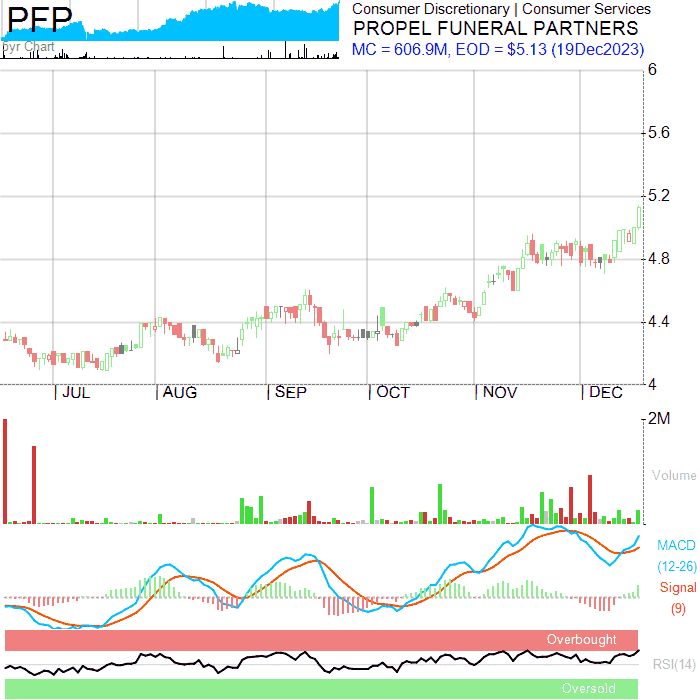 PFP
5yr Chart
Consumer Discretionary | Consumer Services
PROPEL FUNERAL PARTNERS
MC = 606.9M, EOD = $5.13 (19Dec2023)
6
5.6
5.2
4.8
4.4
4
JUL AUG SEP OCT NOV DEC
2M
Volume
MACD
(12-26)
Signal
(9)
Overbought
RSI(14)
Oversold